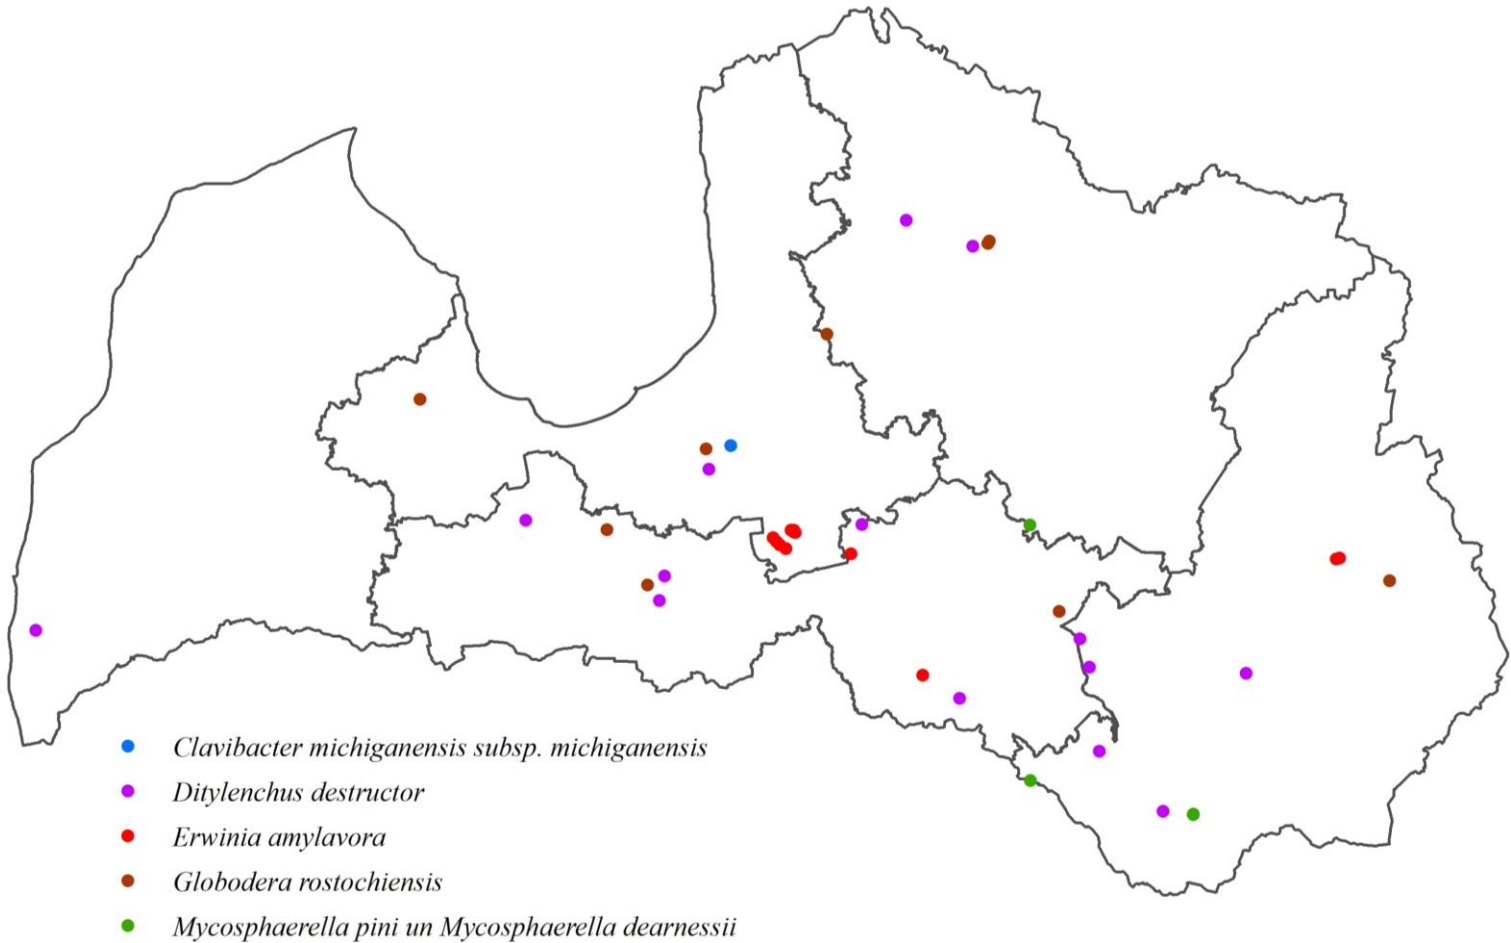 Clavibacter michiganensis subsp. michiganensis
Ditylenchus destructor
Erwinia amylavora
Globodera rostochiensis
Mycosphaerella pini un Mycosphaerella dearnessii